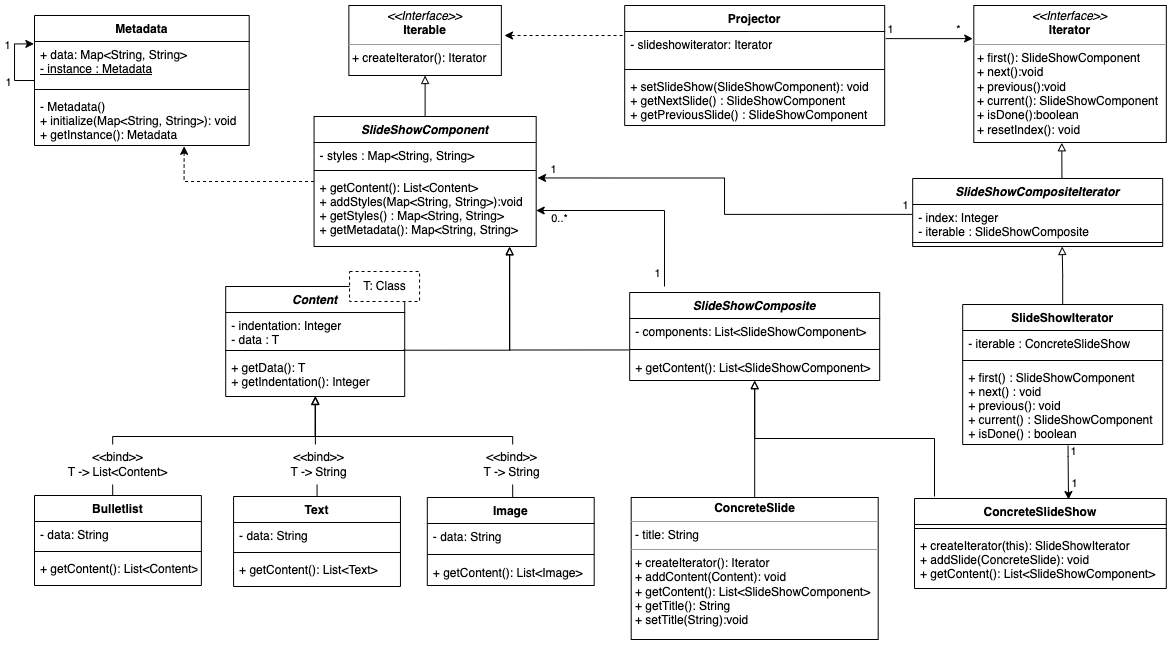 Metadata
+ data: Map<String, String>
- instance : Metadata
- Metadata()
+ initialize(Map<String, String>): void
+ getInstance(): Metadata
1
1
<<Interface>>
Iterable
+ createIterator(): Iterator
Projector
- slideshowiterator: Iterator
+ setSlideShow(SlideShowComponent): void
+ getNextSlide() : SlideShowComponent
+ getPreviousSlide() : SlideShowComponent
1
*
<<Interface>>
Iterator
+ first(): SlideShowComponent
+ next():void
+ previous():void
+ current(): SlideShowComponent
+ isDone():boolean
+ resetIndex(): void
SlideShowComponent
- styles : Map<String, String>
+ getContent(): List<Content>
+ addStyles(Map<String, String>):void
+ getStyles() : Map<String, String>
+ getMetadata(): Map<String, String>
1
0..*
1
1
SlideShowCompositeIterator
- index: Integer
- iterable : SlideShowComposite
T: Class
Content
- indentation: Integer
- data : T
+ getData(): T
+ getIndentation(): Integer
SlideShowComposite
- components: List<SlideShowComponent>
+ getContent(): List<SlideShowComponent>
SlideShowIterator
- iterable : ConcreteSlideShow
+ first() : SlideShowComponent
+ next() : void
+ previous(): void
+ current() : SlideShowComponent
+ isDone() : boolean
1
1
<<bind>>
T -> List<Content>
<<bind>>
T -> String
<<bind>>
T -> String
Bulletlist
- data: String
+ getContent(): List<Content>
Text
- data: String
+ getContent(): List<Text>
Image
- data: String
+ getContent(): List<Image>
ConcreteSlide
- title: String
+ createIterator(): Iterator
+ addContent(Content): void
+ getContent(): List<SlideShowComponent>
+ getTitle(): String
+ setTitle(String):void
ConcreteSlideShow
+ createIterator(this): SlideShowIterator
+ addSlide(ConcreteSlide): void
+ getContent(): List<SlideShowComponent>